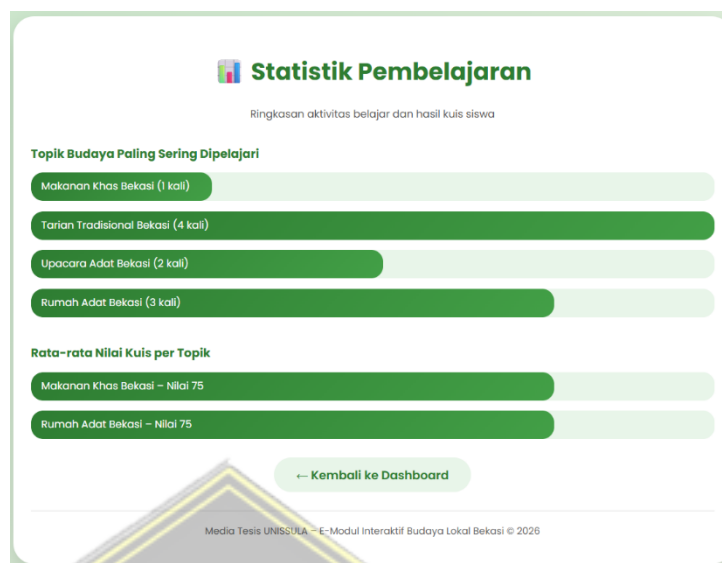 Statistik Pembelajaran
Ringkasan aktivitas belajar dan hasil kuis siswa
Topik Budaya Paling Sering Dipelajari
Makanan Khas Bekasi (1 kali)
Tarian Tradisional Bekasi (4 kali)
Upacara Adat Bekasi (2 kali)
Rumah Adat Bekasi (3 kali)
Rata-rata Nilai Kuis per Topik
Makanan Khas Bekasi – Nilai 75
Rumah Adat Bekasi – Nilai 75
← Kembali ke Dashboard
Media Tesis UNISSULA – E-Modul Interaktif Budaya Lokal Bekasi © 2026